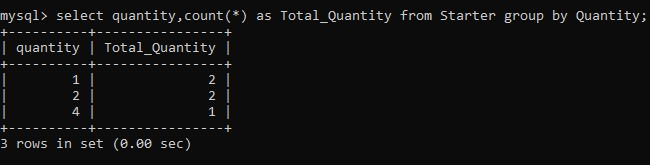 mysql> select quantity,count(*) as Total_Quantity from Starter group by Quantity;
+----------+----------------+
| quantity | Total_Quantity |
+----------+----------------+
|        1 |              2 |
|        2 |              2 |
|        4 |              1 |
+----------+----------------+
3 rows in set (0.00 sec)